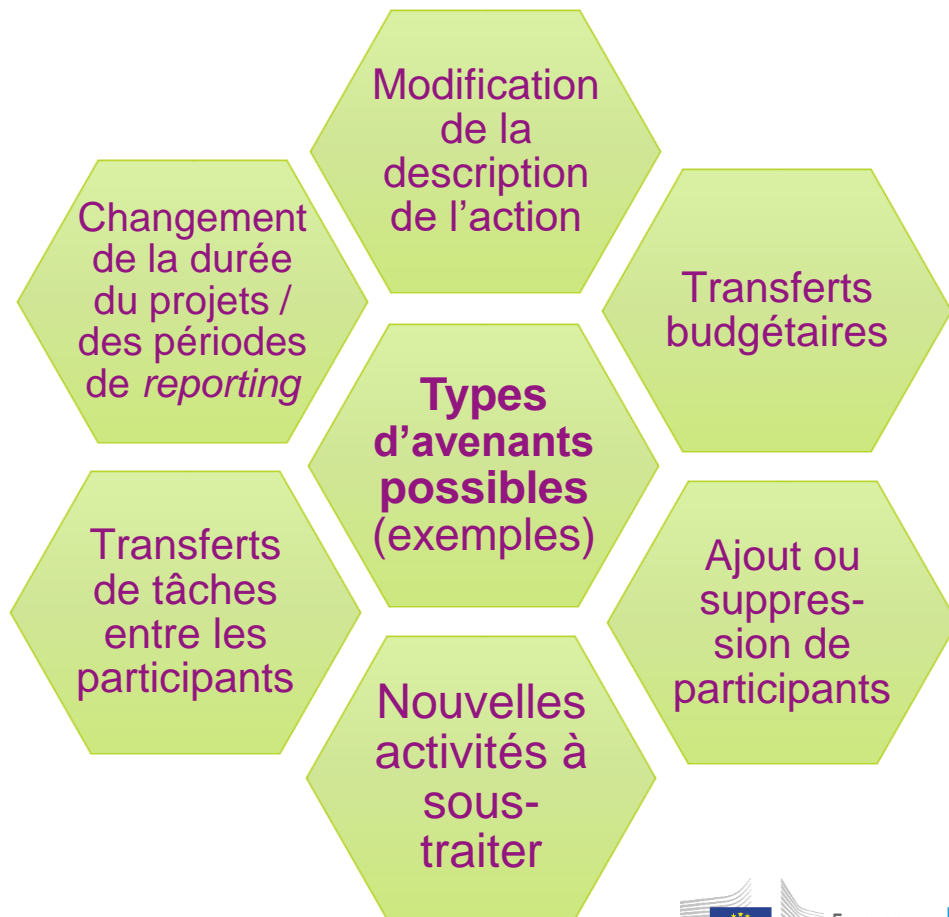 Modification
de la
description
de l’action
Changement
de la durée
du projets /
des périodes
de reporting
Transferts
budgétaires
Types
d’avenants
possibles
(exemples)
Transferts
de tâches
entre les
participants
Ajout ou
suppres-
sion de
participants
Nouvelles
activités à
sous-
traiter